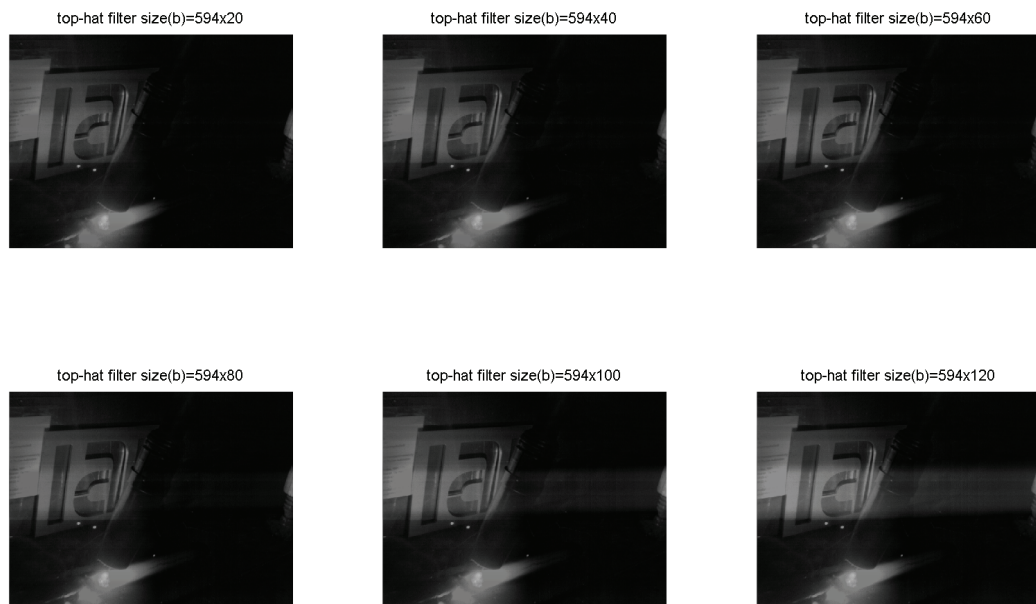 top-hat filter size(b)=594x20
top-hat filter size(b)=594x40
top-hat filter size(b)=594x60
top-hat filter size(b)=594x80
top-hat filter size(b)=594x100
top-hat filter size(b)=594x120